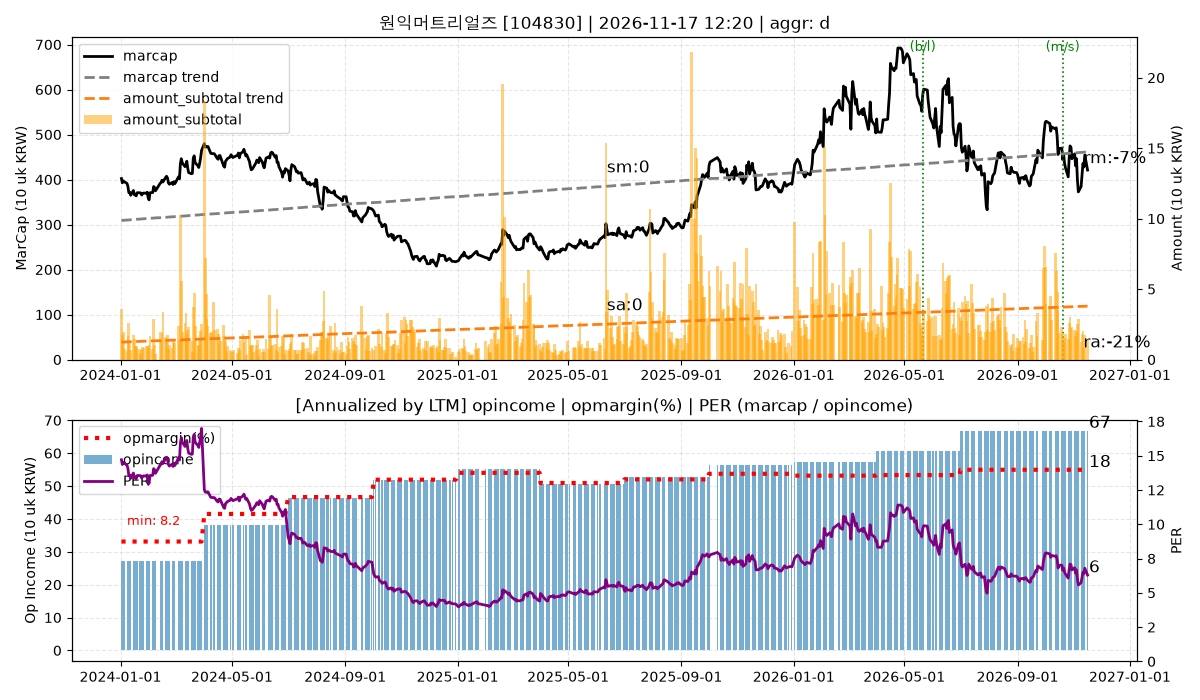 원익머트리얼즈 [104830] | 2026-11-17 12:20 | aggr: d
marcap
marcap trend
amount_subtotal trend
amount_subtotal
(b/l)
(m/s)
sm:0
sa:0
rm:-7%
ra:-21%
MarCap (10 uk KRW)
700
600
500
400
300
200
100
0
Amount (10 uk KRW)
20
15
10
5
0
2024-01-01 2024-05-01 2024-09-01 2025-01-01 2025-05-01 2025-09-01 2026-01-01 2026-05-01 2026-09-01 2027-01-01
[Annualized by LTM] opincome | opmargin(%) | PER (marcap / opincome)
opmargin(%)
opincome
PER
min: 8.2
67
18
6
Op Income (10 uk KRW)
70
60
50
40
30
20
10
0
PER
18
15
12
10
8
5
2
0
2024-01-01 2024-05-01 2024-09-01 2025-01-01 2025-05-01 2025-09-01 2026-01-01 2026-05-01 2026-09-01 2027-01-01